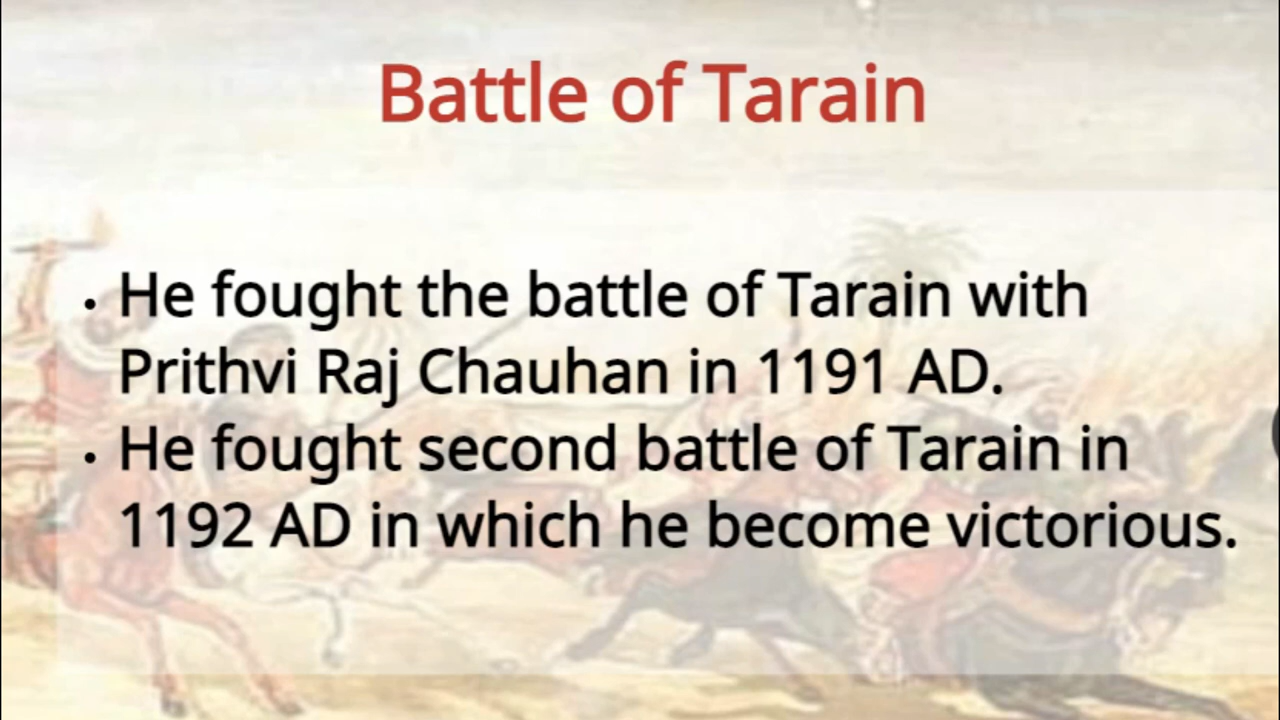 Battle of Tarain
• He fought the battle of Tarain with
Prithvi Raj Chauhan in 1191 AD.
• He fought second battle of Tarain in
1192 AD in which he become victorious.